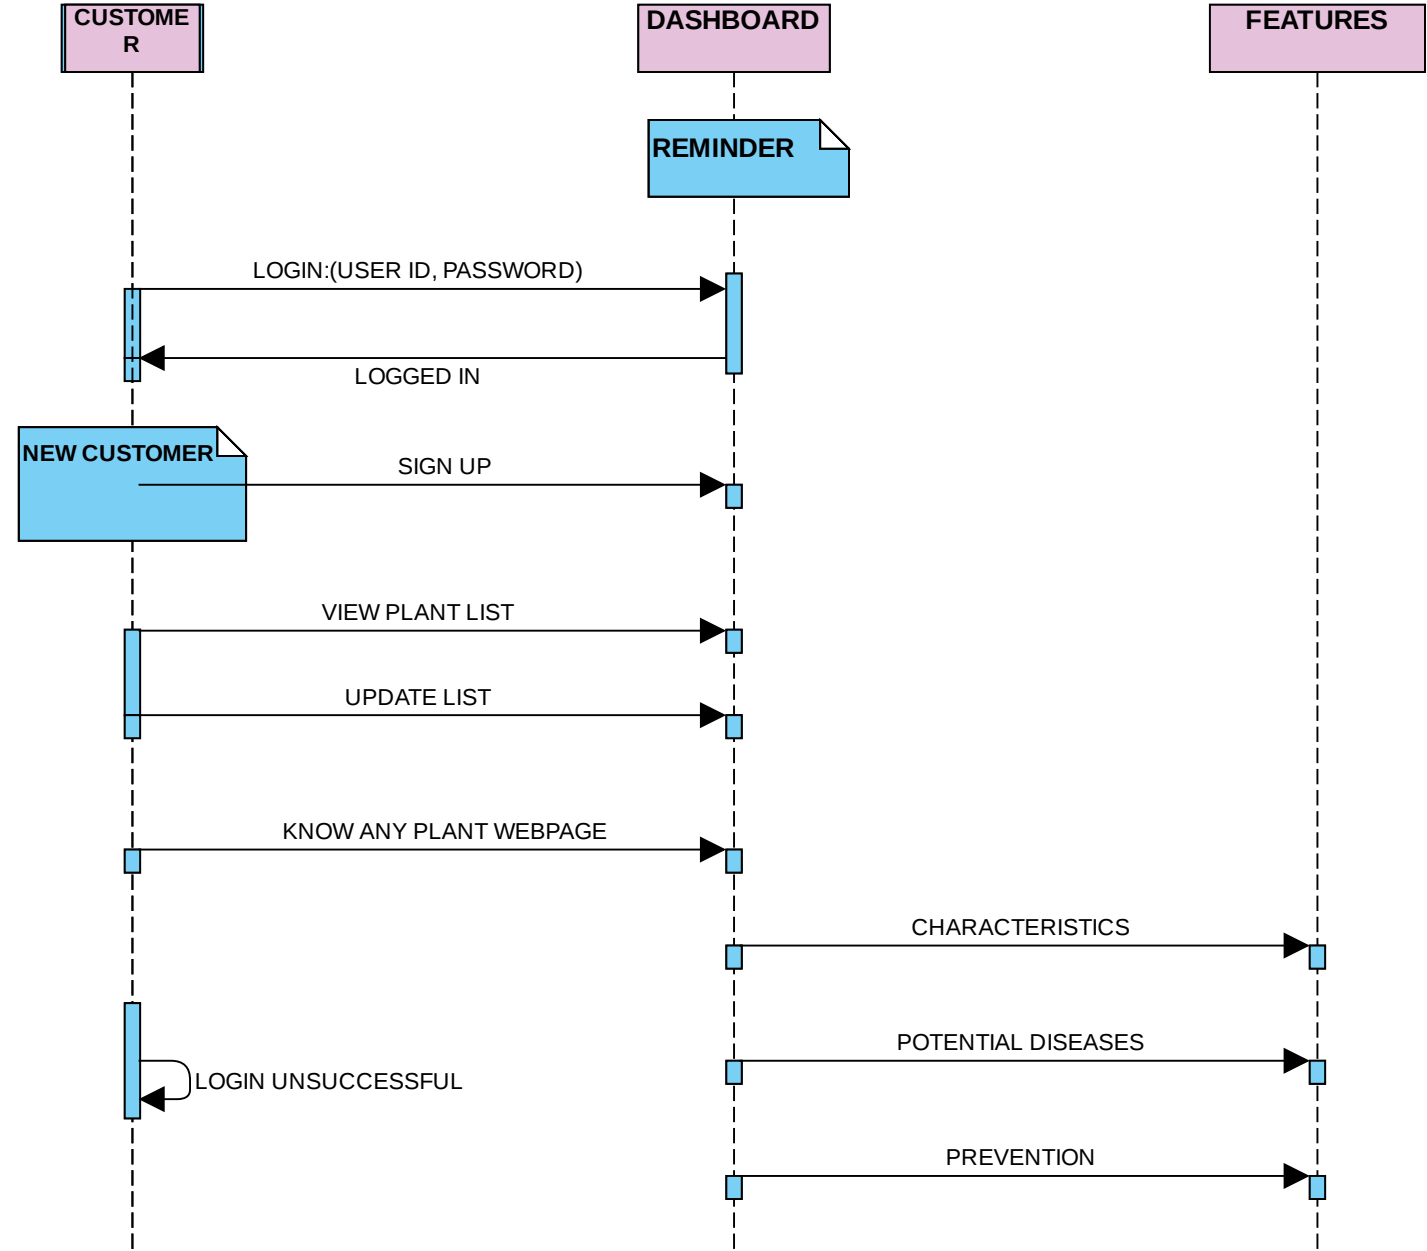 CUSTOME
R
DASHBOARD
FEATURES
REMINDER
LOGIN:(USER ID, PASSWORD)
LOGGED IN
NEW CUSTOMER
SIGN UP
VIEW PLANT LIST
UPDATE LIST
KNOW ANY PLANT WEBPAGE
CHARACTERISTICS
POTENTIAL DISEASES
LOGIN UNSUCCESSFUL
PREVENTION